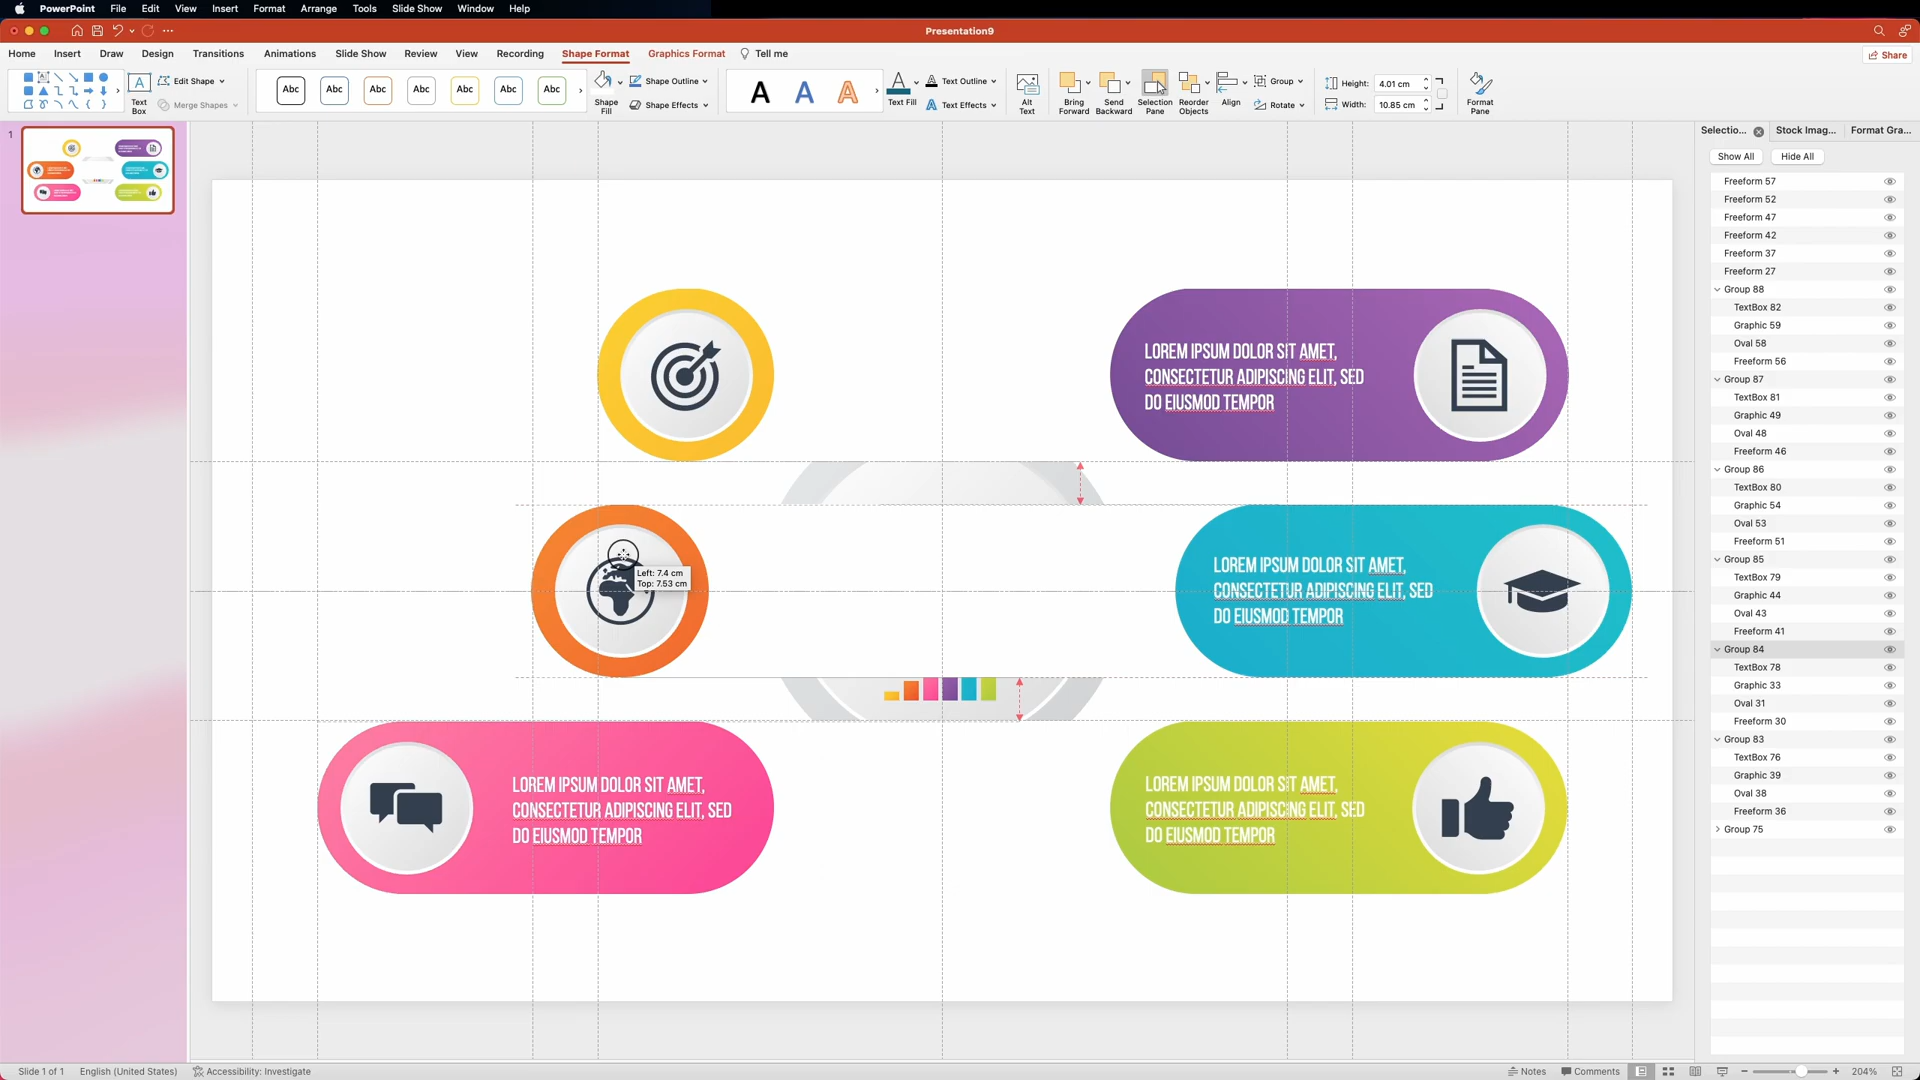 PowerPoint File Edit View Insert Format Arrange Tools Slide Show Window Help
Presentation9
Home Insert Draw Design Transitions Animations Slide Show Review View Recording Shape Format Graphics Format Tell me
Share
Text Box
Edit Shape
Merge Shapes
Abc Abc Abc Abc Abc Abc Abc
Shape Fill
Shape Outline
Shape Effects
A A A
Text Fill
Text Outline
Text Effects
Alt Text
Bring Forward
Send Backward
Selection Pane
Reorder Objects
Align
Group
Rotate
Height: 4.01 cm
Width: 10.85 cm
Format Pane
1
LOREM IPSUM DOLOR SIT AMET,
CONSECTETUR ADIPISCING ELIT, SED
DO EIUSMOD TEMPOR
Left: 7.4 cm
Top: 7.53 cm
LOREM IPSUM DOLOR SIT AMET,
CONSECTETUR ADIPISCING ELIT, SED
DO EIUSMOD TEMPOR
LOREM IPSUM DOLOR SIT AMET,
CONSECTETUR ADIPISCING ELIT, SED
DO EIUSMOD TEMPOR
LOREM IPSUM DOLOR SIT AMET,
CONSECTETUR ADIPISCING ELIT, SED
DO EIUSMOD TEMPOR
Selectio... Stock Imag... Format Gra...
Show All Hide All
Freeform 57
Freeform 52
Freeform 47
Freeform 42
Freeform 37
Freeform 27
Group 88
TextBox 82
Graphic 59
Oval 58
Freeform 56
Group 87
TextBox 81
Graphic 49
Oval 48
Freeform 46
Group 86
TextBox 80
Graphic 54
Oval 53
Freeform 51
Group 85
TextBox 79
Graphic 44
Oval 43
Freeform 41
Group 84
TextBox 78
Graphic 33
Oval 31
Freeform 30
Group 83
TextBox 76
Graphic 39
Oval 38
Freeform 36
Group 75
Slide 1 of 1 English (United States) Accessibility: Investigate
Notes Comments 204%